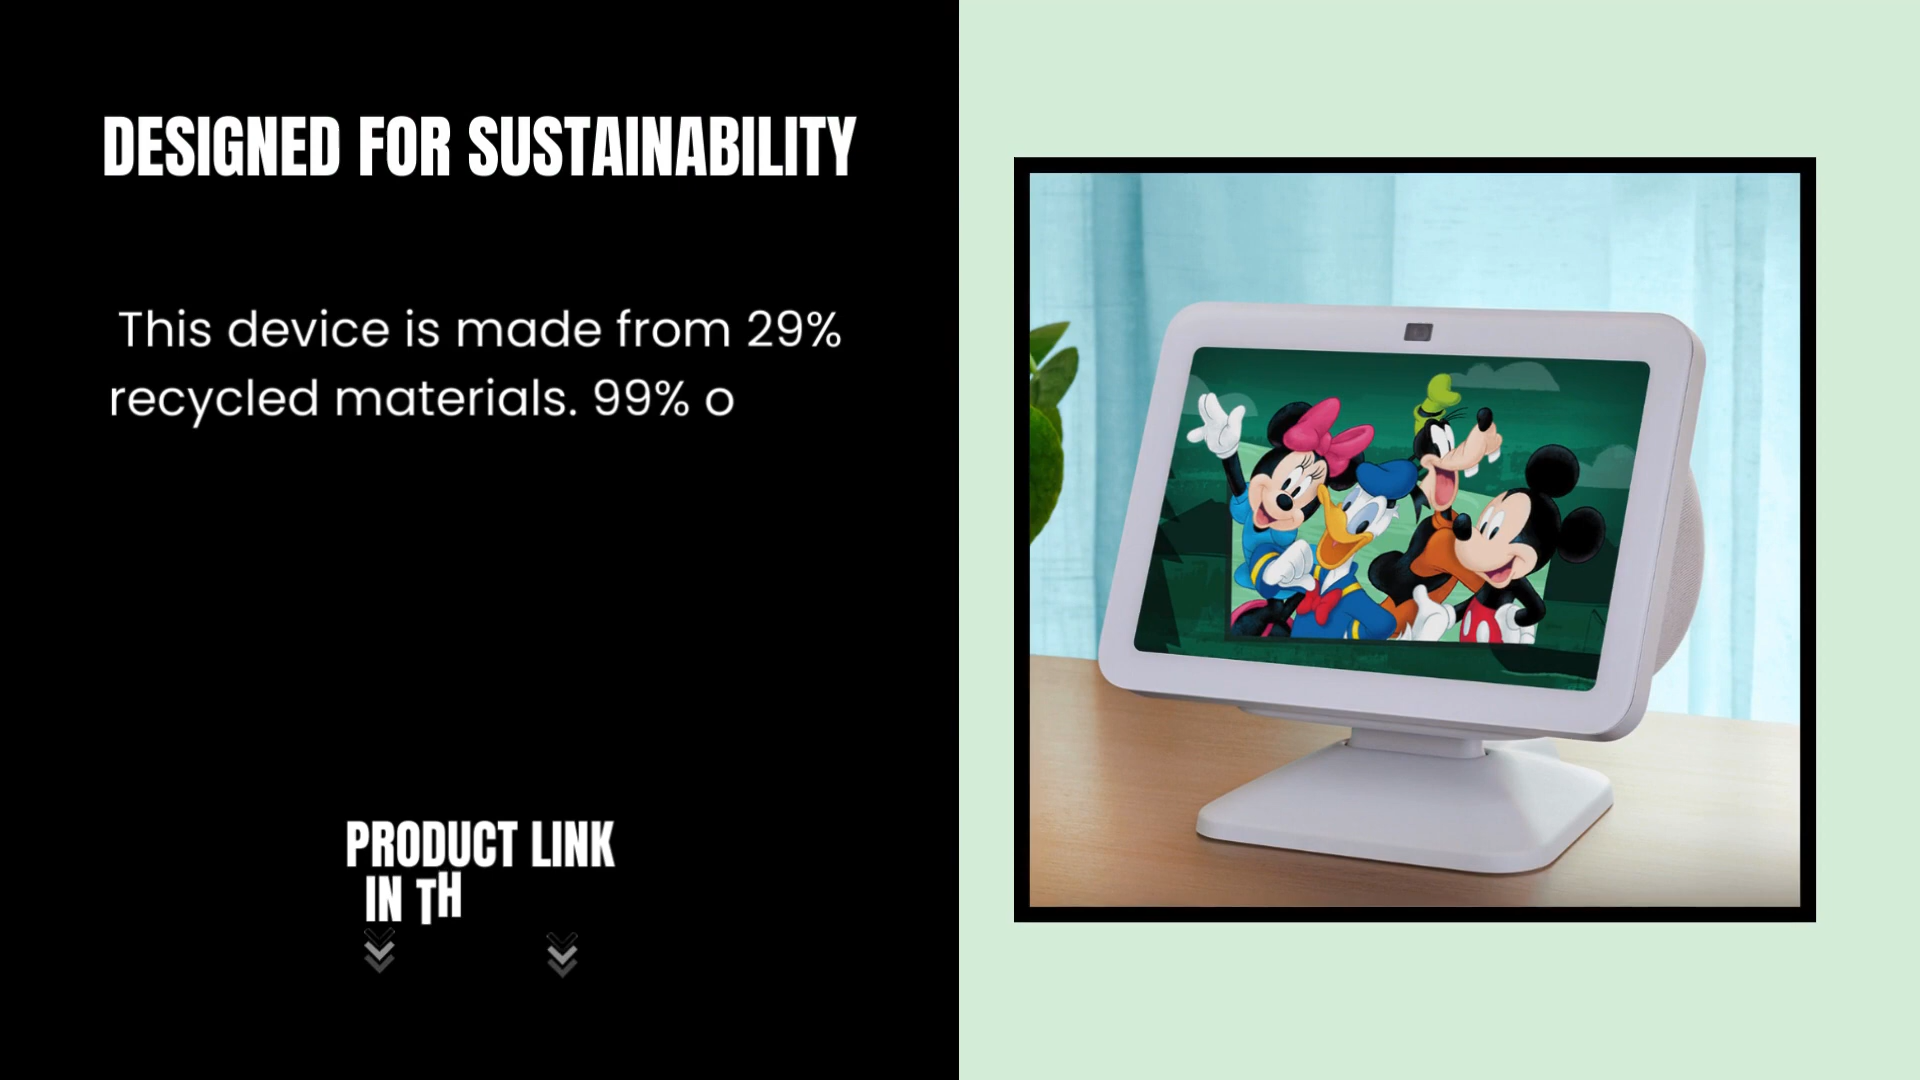 DESIGNED FOR SUSTAINABILITY
This device is made from 29%
recycled materials. 99% o
PRODUCT LINK
IN TH